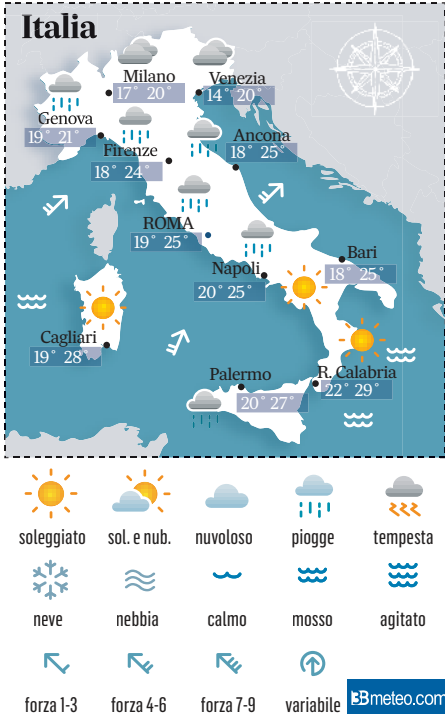 Italia
Milano
17° 20°
Venezia
14° 20°
Genova
19° 21°
Firenze
18° 24°
Ancona
18° 25°
ROMA
19° 25°
Napoli
20° 25°
Bari
18° 25°
Cagliari
19° 28°
Palermo
20° 27°
R. Calabria
22° 29°
soleggiato sol. e nub. nuvoloso piogge tempesta
neve nebbia calmo mosso agitato
forza 1-3 forza 4-6 forza 7-9 variabile
3Bmeteo.com